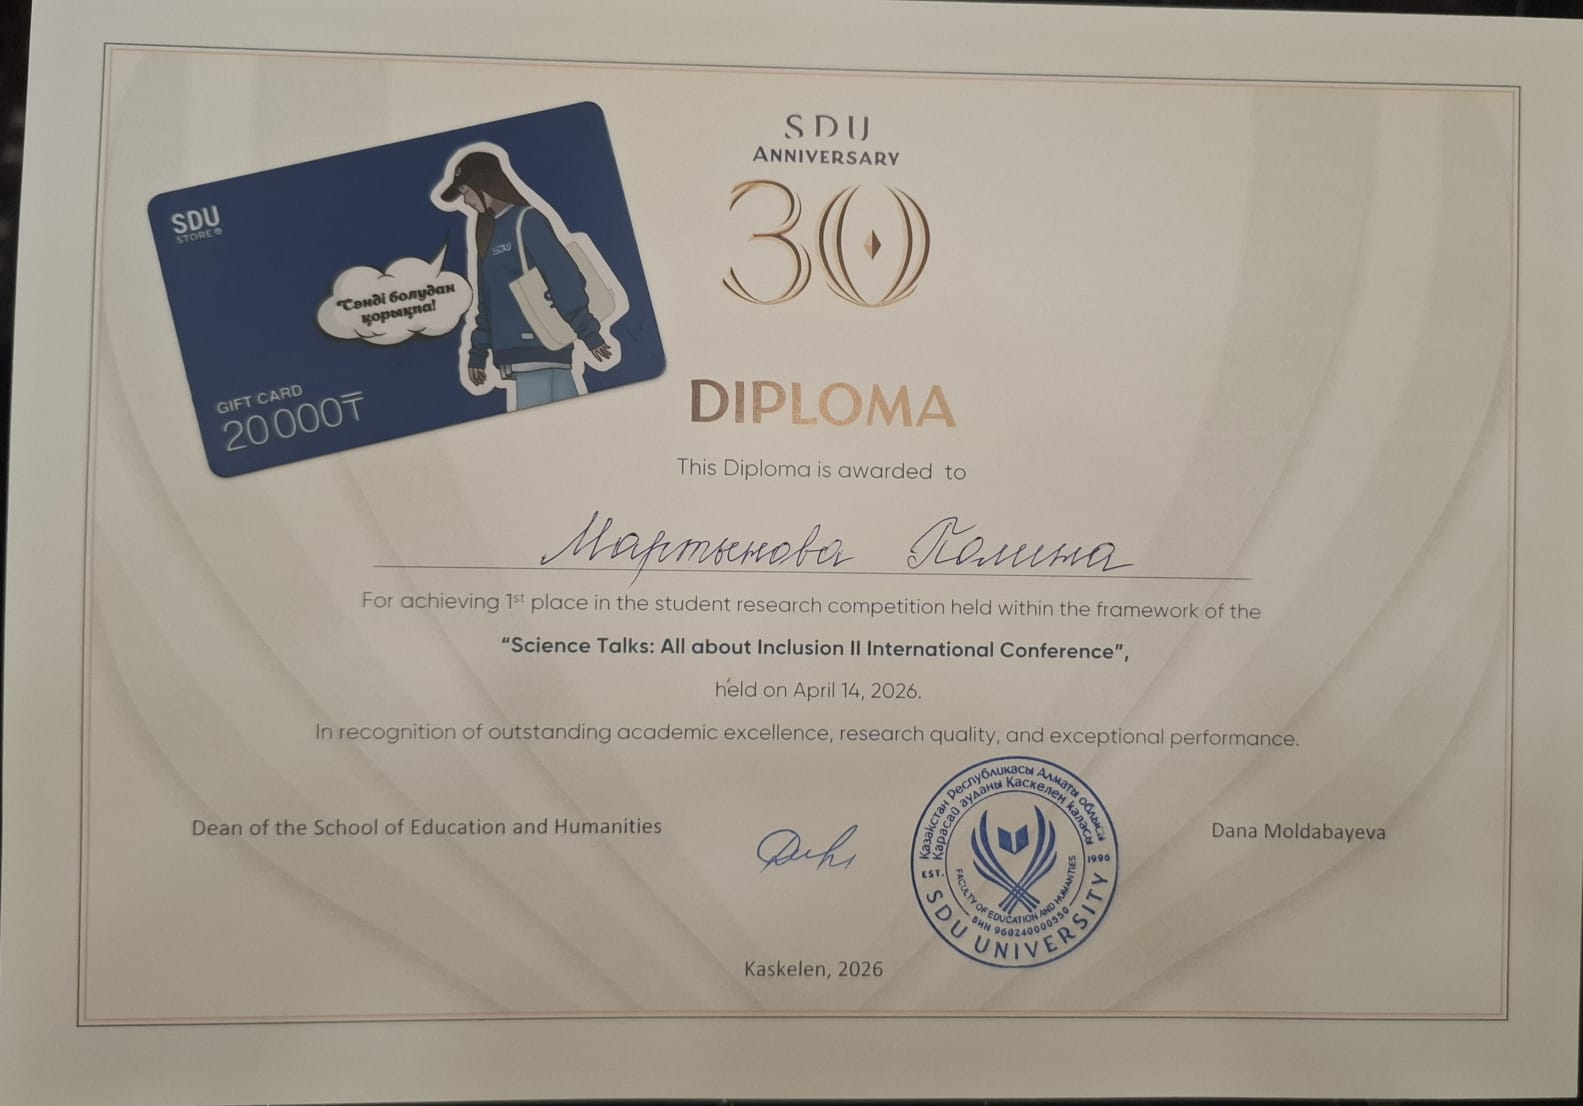 SDU
STORE
Сәнді болудан
қорықпа!
GIFT CARD
20 000₸
SDU
SDU
ANNIVERSARY
30
DIPLOMA
This Diploma is awarded to
Мартынова Полина
For achieving 1st place in the student research competition held within the framework of the
“Science Talks: All about Inclusion II International Conference”,
held on April 14, 2026.
In recognition of outstanding academic excellence, research quality, and exceptional performance.
Dean of the School of Education and Humanities
Dana Moldabayeva
Қазақстан Республикасы Алматы облысы
Қарасай ауданы Қаскелен қаласы
EST. 1996
FACULTY OF EDUCATION AND HUMANITIES
БИН 960240000550
SDU UNIVERSITY
Kaskelen, 2026